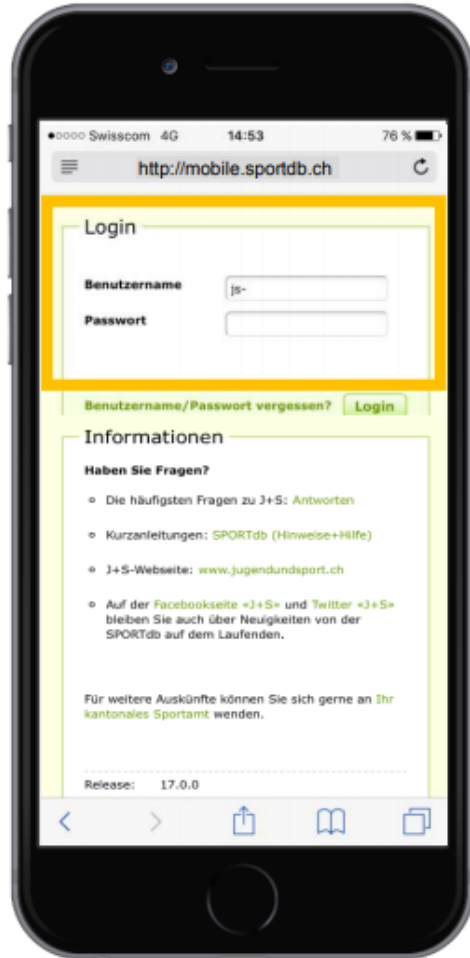 Swisscom 4G 14:53 76 %
http://mobile.sportdb.ch
Login
Benutzername js-
Passwort
Benutzername/Passwort vergessen? Login
Informationen
Haben Sie Fragen?
Die häufigsten Fragen zu J+S: Antworten
Kurzanleitungen: SPORTdb (Hinweise+Hilfe)
J+S-Webseite: www.jugendundsport.ch
Auf der Facebookseite «J+S» und Twitter «J+S»
bleiben Sie auch über Neuigkeiten von der
SPORTdb auf dem Laufenden.
Für weitere Auskünfte können Sie sich gerne an Ihr
kantonales Sportamt wenden.
Release: 17.0.0